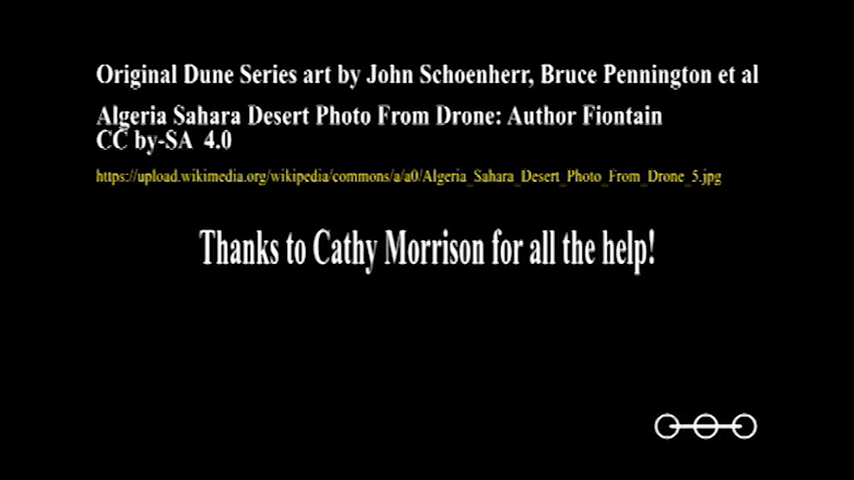 Original Dune Series art by John Schoenherr, Bruce Pennington et al
Algeria Sahara Desert Photo From Drone: Author Fiontain
CC by-SA 4.0
https://upload.wikimedia.org/wikipedia/commons/a/a0/Algeria_Sahara_Desert_Photo_From_Drone_5.jpg
Thanks to Cathy Morrison for all the help!